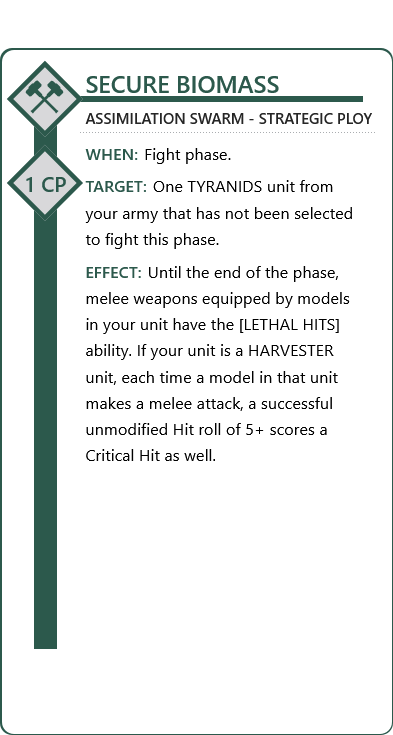 SECURE BIOMASS
ASSIMILATION SWARM - STRATEGIC PLOY
WHEN: Fight phase.
1 CP
TARGET: One TYRANIDS unit from
your army that has not been selected
to fight this phase.
EFFECT: Until the end of the phase,
melee weapons equipped by models
in your unit have the [LETHAL HITS]
ability. If your unit is a HARVESTER
unit, each time a model in that unit
makes a melee attack, a successful
unmodified Hit roll of 5+ scores a
Critical Hit as well.